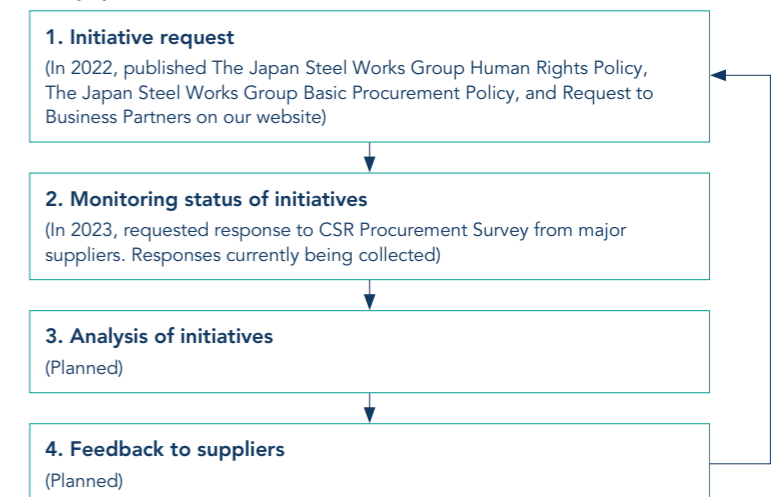 1. Initiative request
(In 2022, published The Japan Steel Works Group Human Rights Policy,
The Japan Steel Works Group Basic Procurement Policy, and Request to
Business Partners on our website)
2. Monitoring status of initiatives
(In 2023, requested response to CSR Procurement Survey from major
suppliers. Responses currently being collected)
3. Analysis of initiatives
(Planned)
4. Feedback to suppliers
(Planned)